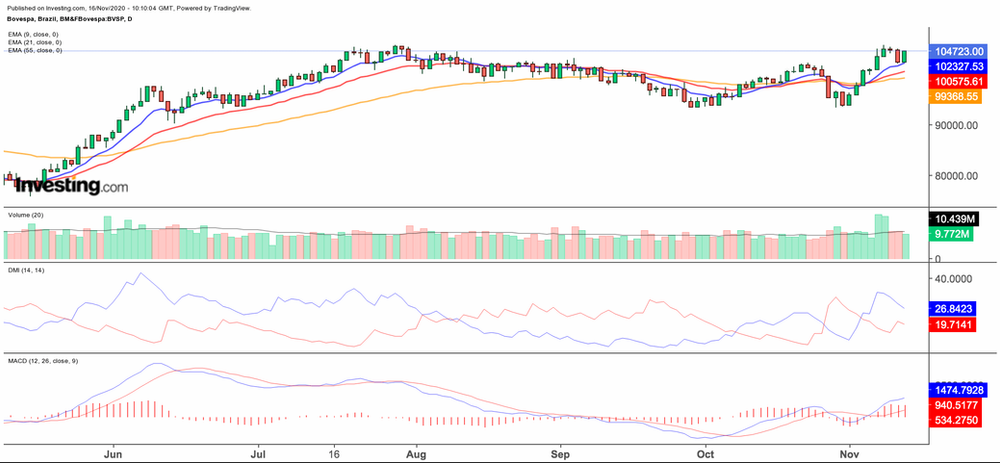 Published on Investing.com, 16/Nov/2020 - 10:10:04 GMT, Powered by TradingView.
Bovespa, Brazil, BM&FBovespa:BVSP, D
EMA (9, close, 0)
EMA (21, close, 0)
EMA (55, close, 0)
104723.00
102327.53
100575.61
99368.55
90000.00
80000.00
Investing.com
Volume (20)
10.439M
9.772M
0
DMI (14, 14)
40.0000
26.8423
19.7141
MACD (12, 26, close, 9)
1474.7928
940.5177
534.2750
Jun Jul 16 Aug Sep Oct Nov